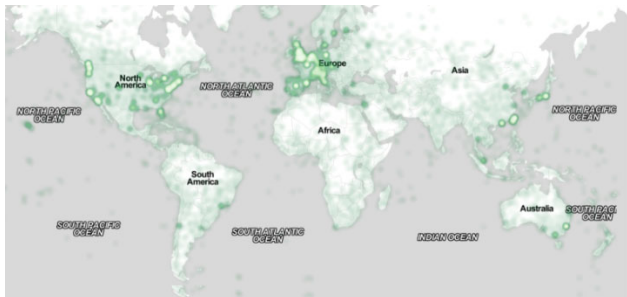 North
America
Europe
Asia
NORTH ATLANTIC
OCEAN
NORTH PACIFIC
OCEAN
NORTH PACIFIC
OCEAN
Africa
South
America
Australia
SOUTH PACI
OCEAN
SOUTH PACIFIC
OCEAN
SOUTH ATLANTIC
OCEAN
INDIAN OCEAN